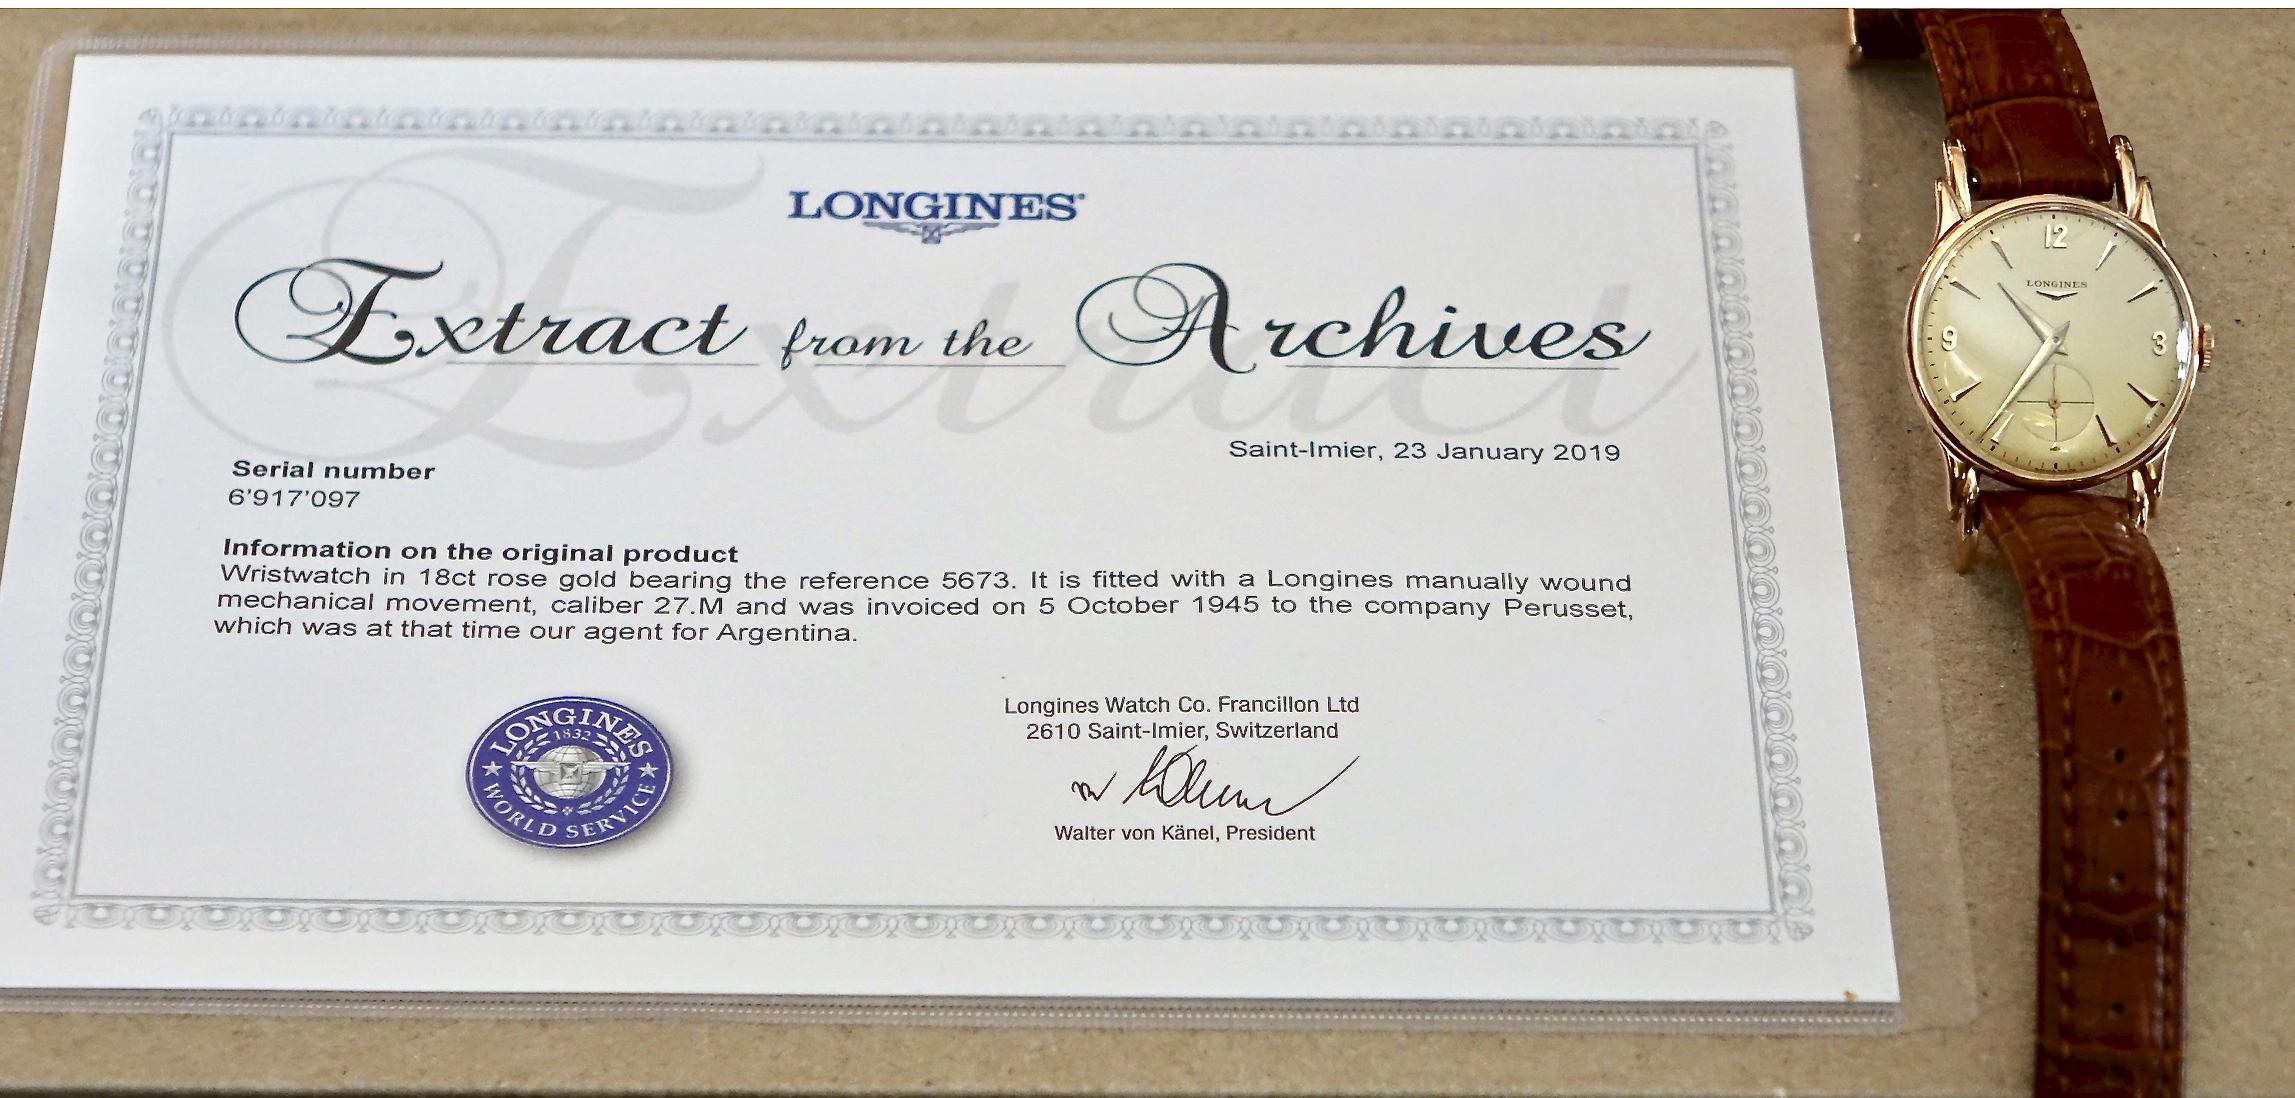 LONGINES
Extract from the Archives
Saint-Imier, 23 January 2019
Serial number
6'917'097
Information on the original product
Wristwatch in 18ct rose gold bearing the reference 5673. It is fitted with a Longines manually wound
mechanical movement, caliber 27.M and was invoiced on 5 October 1945 to the company Perusset,
which was at that time our agent for Argentina.
LONGINES
1832
WORLD SERVICE
Longines Watch Co. Francillon Ltd
2610 Saint-Imier, Switzerland
Walter von Känel, President
Extract
12
LONGINES
9
3